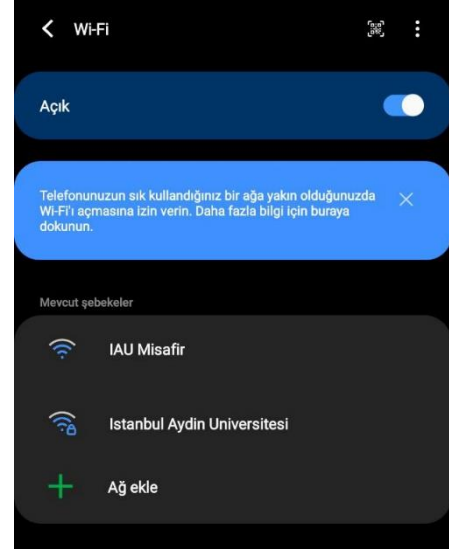 Wi-Fi
Açık
Telefonunuzun sık kullandığınız bir ağa yakın olduğunuzda
Wi-Fi'ı açmasına izin verin. Daha fazla bilgi için buraya
dokunun.
Mevcut şebekeler
IAU Misafir
Istanbul Aydin Universitesi
Ağ ekle